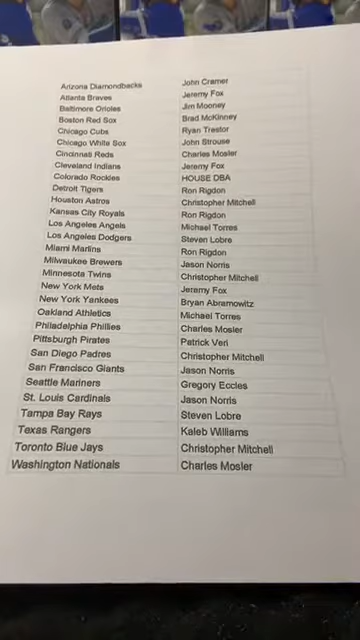 Arizona Diamondbacks John Cramer
Atlanta Braves Jeremy Fox
Baltimore Orioles Jim Mooney
Boston Red Sox Brad McKinney
Chicago Cubs Ryan Trestor
Chicago White Sox John Strouse
Cincinnati Reds Charles Mosler
Cleveland Indians Jeremy Fox
Colorado Rockies HOUSE DBA
Detroit Tigers Ron Rigdon
Houston Astros Christopher Mitchell
Kansas City Royals Ron Rigdon
Los Angeles Angels Michael Torres
Los Angeles Dodgers Steven Lobre
Miami Marlins Ron Rigdon
Milwaukee Brewers Jason Norris
Minnesota Twins Christopher Mitchell
New York Mets Jeremy Fox
New York Yankees Bryan Abramowitz
Oakland Athletics Michael Torres
Philadelphia Phillies Charles Mosler
Pittsburgh Pirates Patrick Veri
San Diego Padres Christopher Mitchell
San Francisco Giants Jason Norris
Seattle Mariners Gregory Eccles
St. Louis Cardinals Jason Norris
Tampa Bay Rays Steven Lobre
Texas Rangers Kaleb Williams
Toronto Blue Jays Christopher Mitchell
Washington Nationals Charles Mosler